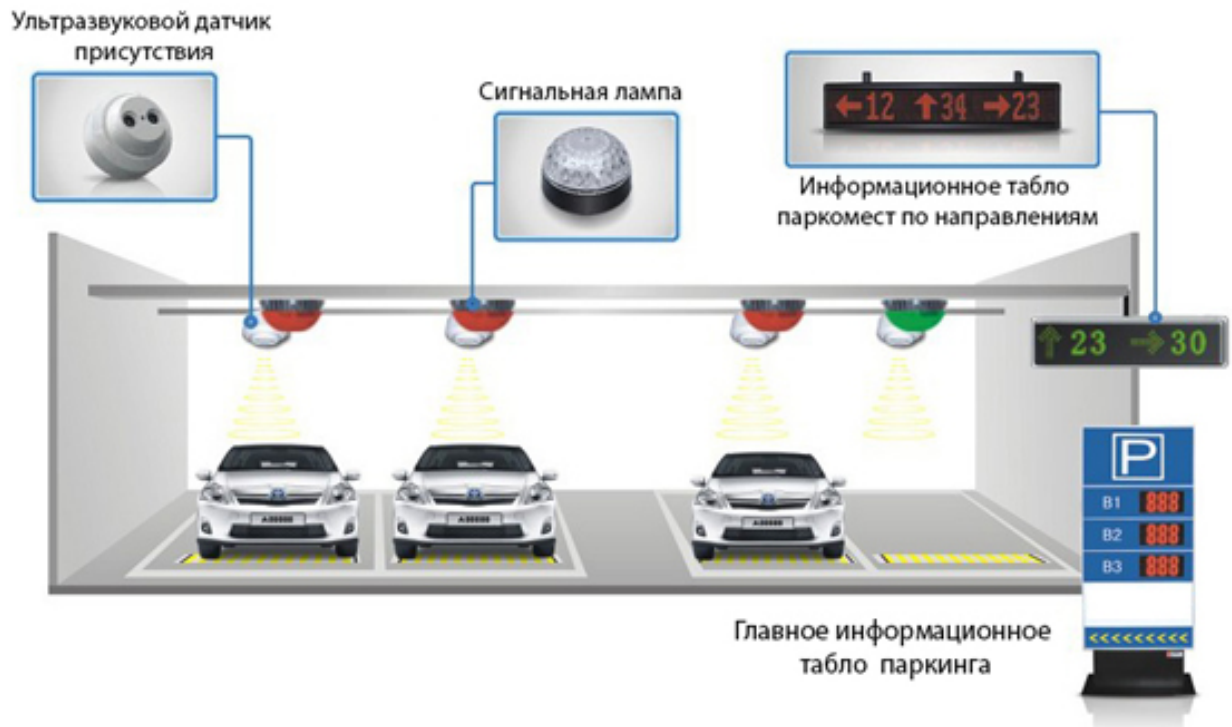 Ультразвуковой датчик
присутствия
Сигнальная лампа
←12 ↑34 →23
Информационное табло
паркомест по направлениям
↑ 23 → 30
P
B1 888
B2 888
B3 888
<<<<<<<<<
Главное информационное
табло паркинга